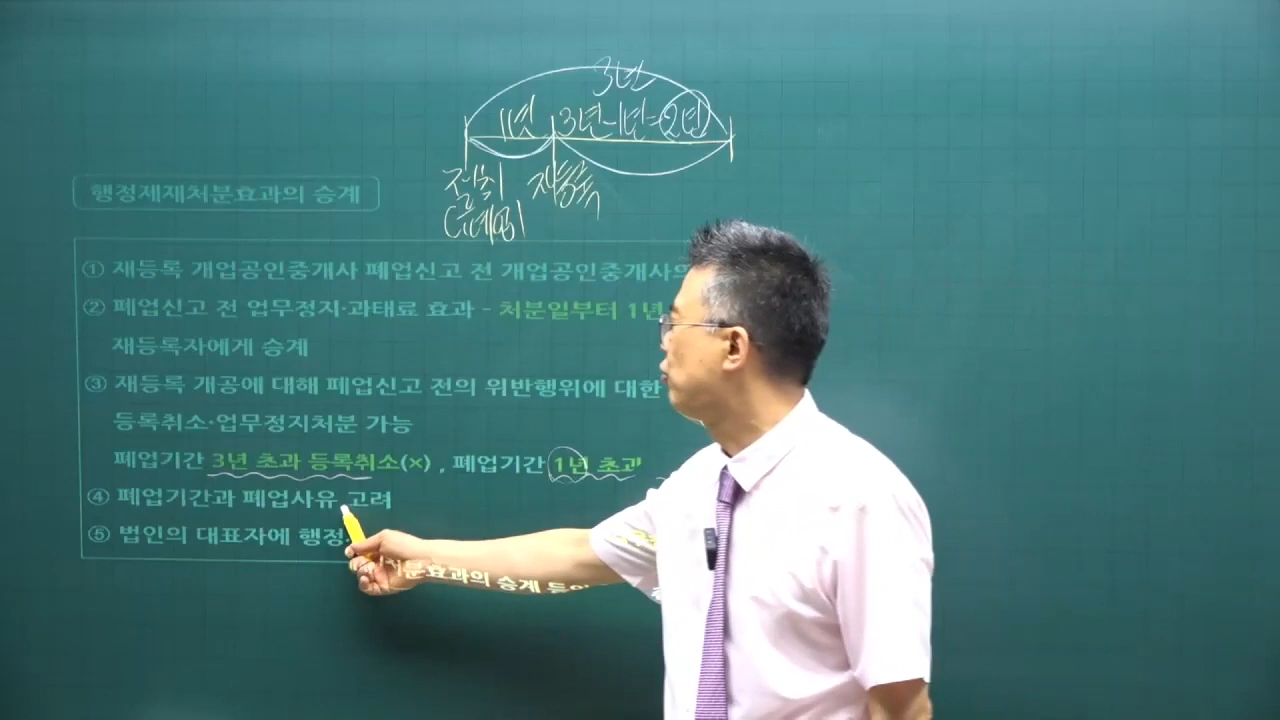 3년
1년 3년-1년=2년
재등록
행정제재처분효과의 승계
① 재등록 개업공인중개사 폐업신고 전 개업공인중개사의
② 폐업신고 전 업무정지·과태료 효과 - 처분일부터 1년
재등록자에게 승계
③ 재등록 개공에 대해 폐업신고 전의 위반행위에 대한
등록취소·업무정지처분 가능
폐업기간 3년 초과 등록취소(×) , 폐업기간 1년 초과
④ 폐업기간과 폐업사유 고려
⑤ 법인의 대표자에 행정
처분효과의 승계